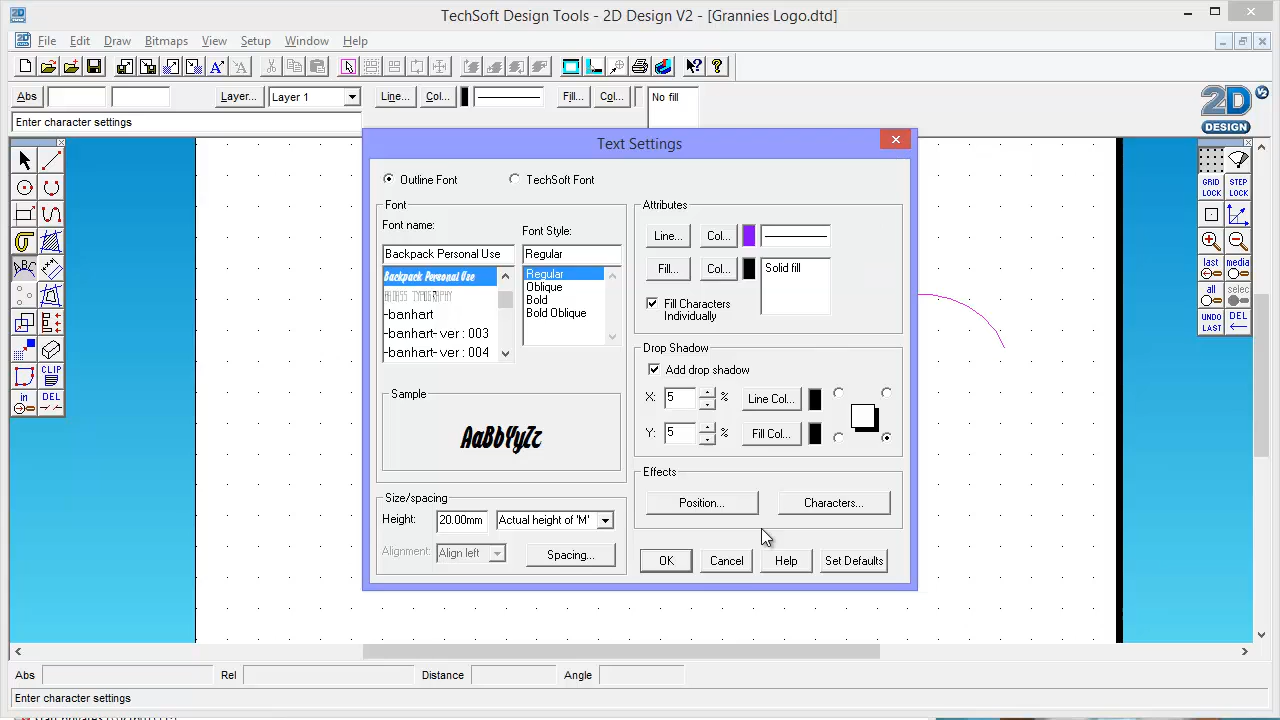 TechSoft Design Tools - 2D Design V2 - [Grannies Logo.dtd]
File Edit Draw Bitmaps View Setup Window Help
Abs Layer... Layer 1 Line... Col... Fill... Col... No fill
2D V2
DESIGN
Enter character settings
Text Settings
Outline Font TechSoft Font
Font
Font name:
Font Style:
Backpack Personal Use Regular
Backpack Personal Use
BADASS TYPOGRAPHY
-banhart
-banhart- ver : 003
-banhart- ver : 004
Regular
Oblique
Bold
Bold Oblique
Sample
AaBbYyZz
Size/spacing
Height: 20.00mm Actual height of 'M'
Alignment: Align left Spacing...
Attributes
Line... Col...
Fill... Col... Solid fill
Fill Characters
Individually
Drop Shadow
Add drop shadow
X: 5 % Line Col...
Y: 5 % Fill Col...
Effects
Position... Characters...
OK Cancel Help Set Defaults
ABC
CLIP
in DEL
GRID
LOCK
STEP
LOCK
last media
all selec
UNDO
LAST
DEL
Abs Rel Distance Angle
Enter character settings